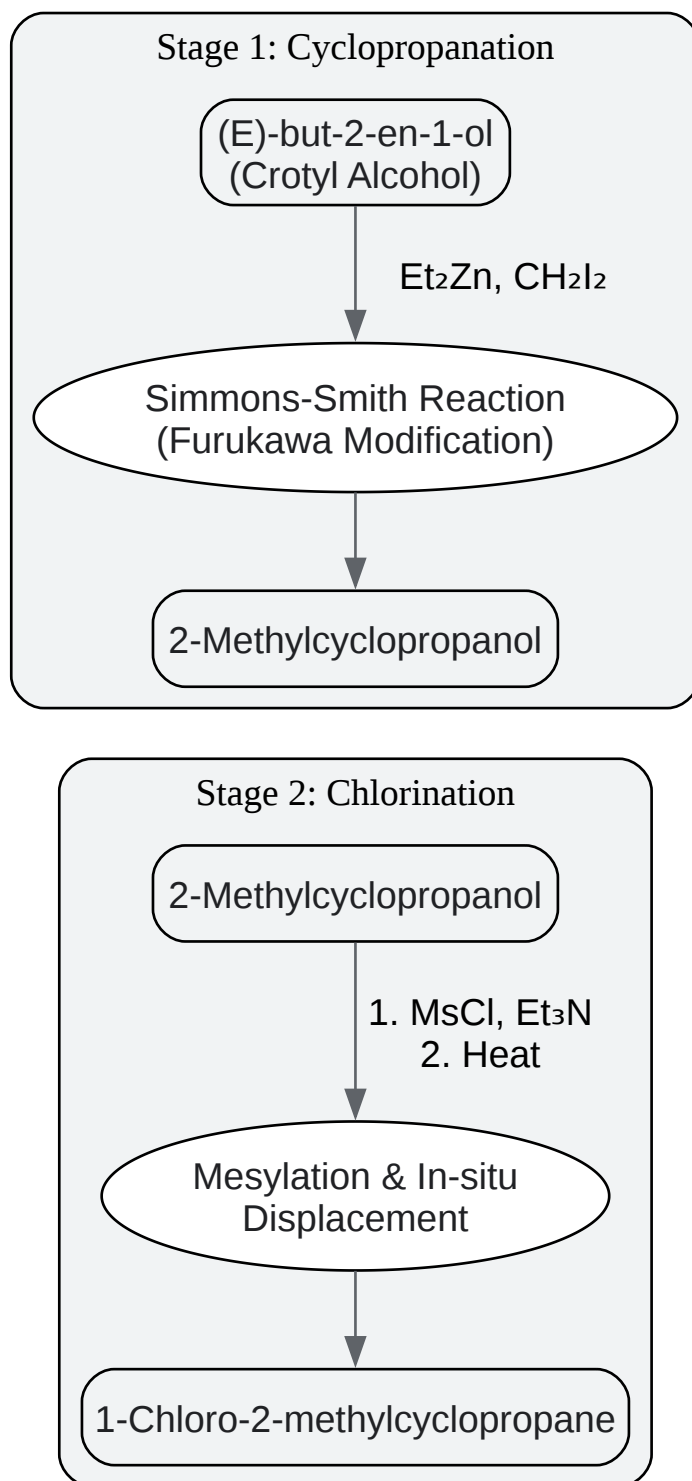 Stage 1: Cyclopropanation
(E)-but-2-en-1-ol
(Crotyl Alcohol)
Et₂Zn, CH₂I₂
Simmons-Smith Reaction
(Furukawa Modification)
2-Methylcyclopropanol
Stage 2: Chlorination
2-Methylcyclopropanol
1. MsCl, Et₃N
2. Heat
Mesylation & In-situ
Displacement
1-Chloro-2-methylcyclopropane